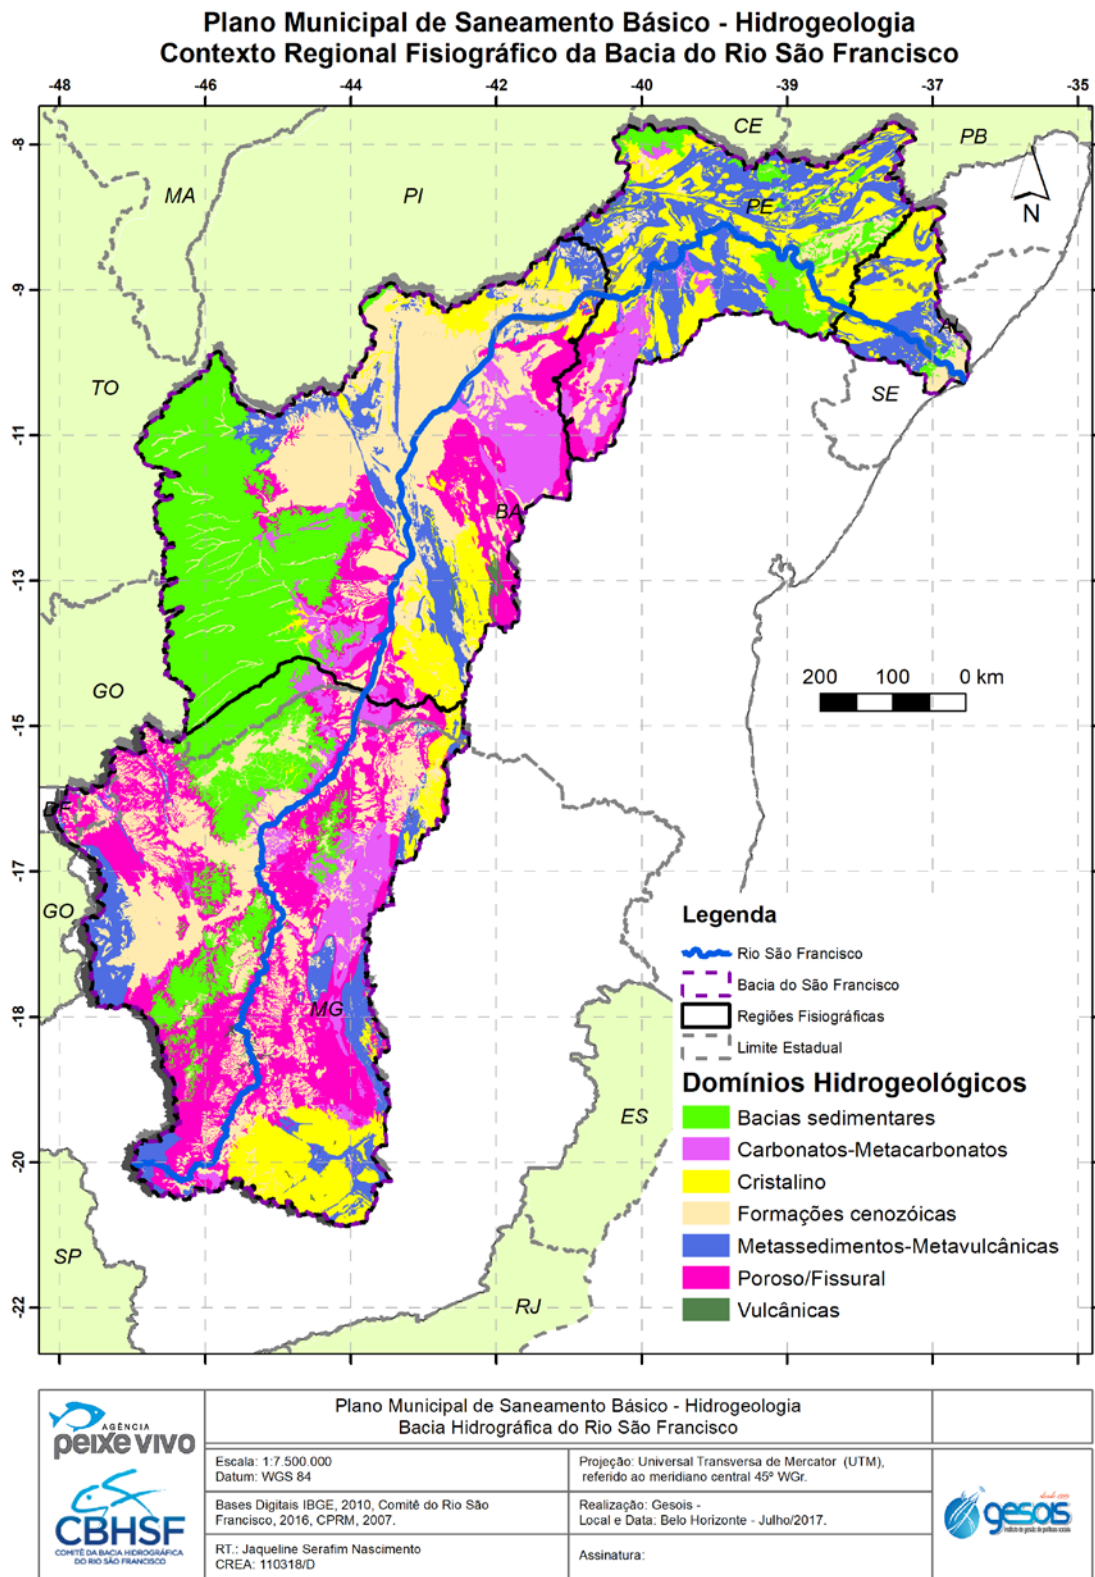 Plano Municipal de Saneamento Básico - Hidrogeologia
Contexto Regional Fisiográfico da Bacia do Rio São Francisco
-48 -46 -44 -42 -40 -39 -37 -35
CE
PB
-8
MA
PI
PE
N
-9
AL
TO
SE
-11
BA
-13
GO
200 100 0 km
-15
DF
-17
GO
Legenda
Rio São Francisco
Bacia do São Francisco
-18
MG
Regiões Fisiográficas
Limite Estadual
Domínios Hidrogeológicos
ES
Bacias sedimentares
Carbonatos-Metacarbonatos
-20
Cristalino
Formações cenozóicas
SP
Metassedimentos-Metavulcânicas
Poroso/Fissural
-22
RJ
Vulcânicas
Plano Municipal de Saneamento Básico - Hidrogeologia
Bacia Hidrográfica do Rio São Francisco
AGÊNCIA
peixe vivo
Escala: 1:7.500.000
Datum: WGS 84
Projeção: Universal Transversa de Mercator (UTM),
referido ao meridiano central 45º WGr.
Bases Digitais IBGE, 2010, Comitê do Rio São
Francisco, 2016, CPRM, 2007.
Realização: Gesois -
Local e Data: Belo Horizonte - Julho/2017.
CBHSF
COMITÊ DA BACIA HIDROGRÁFICA
DO RIO SÃO FRANCISCO
RT.: Jaqueline Serafim Nascimento
CREA: 110318/D
Assinatura:
gesois